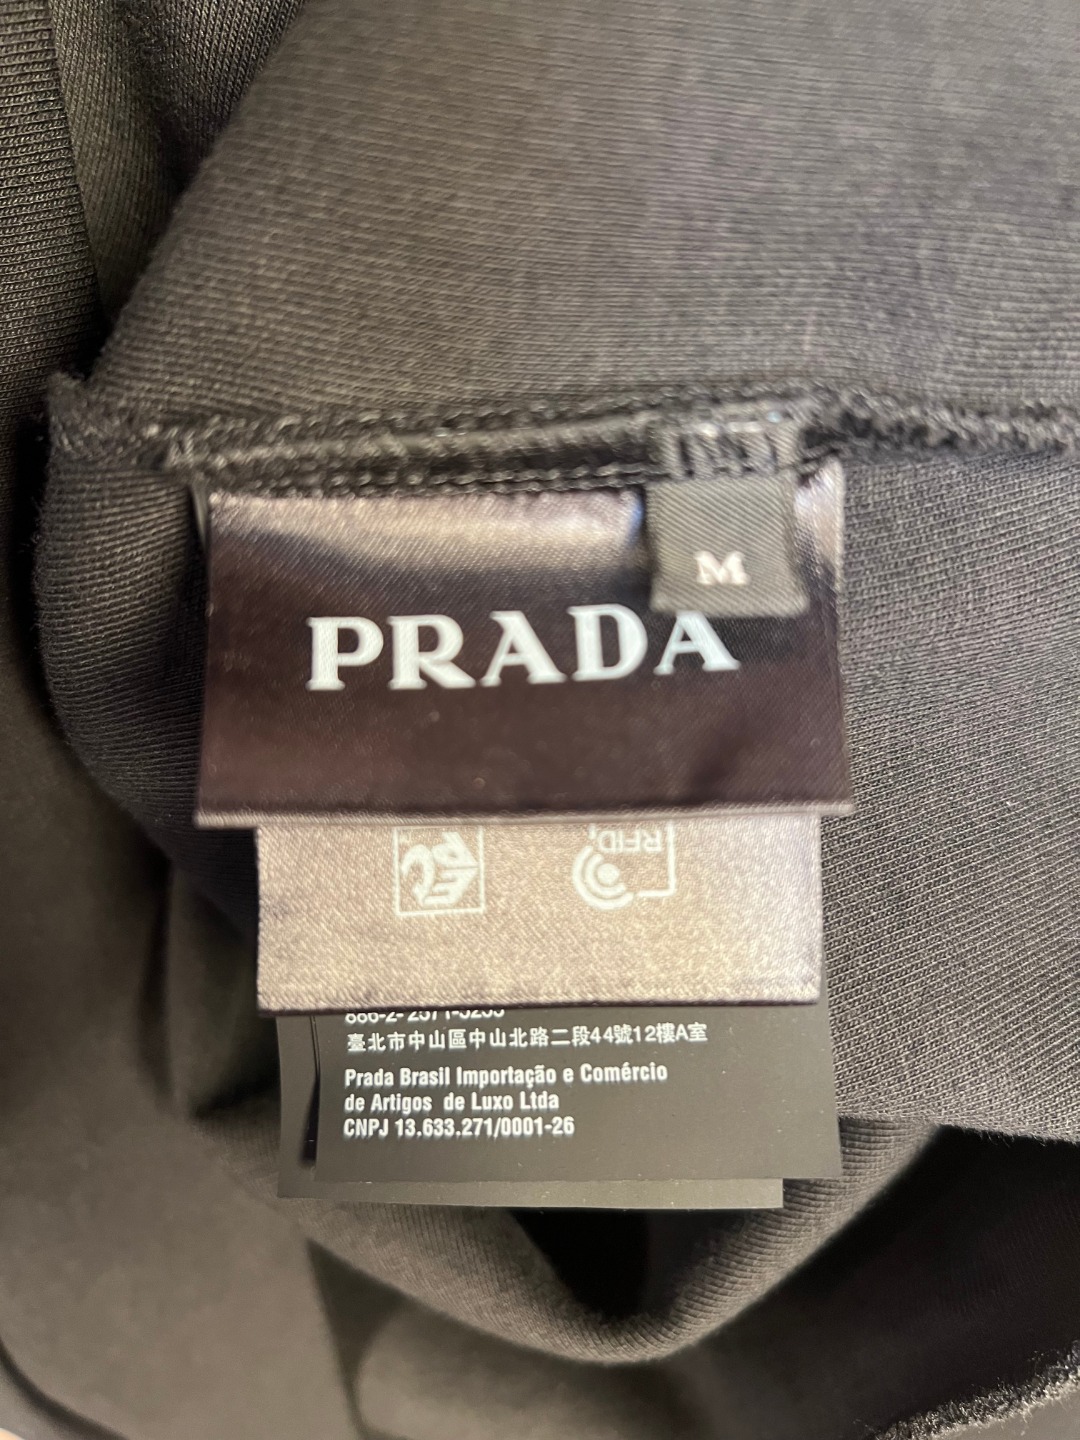 M
PRADA
RFID
EPC
臺北市中山區中山北路二段44號12樓A室
Prada Brasil Importação e Comércio
de Artigos de Luxo Ltda
CNPJ 13.633.271/0001-26